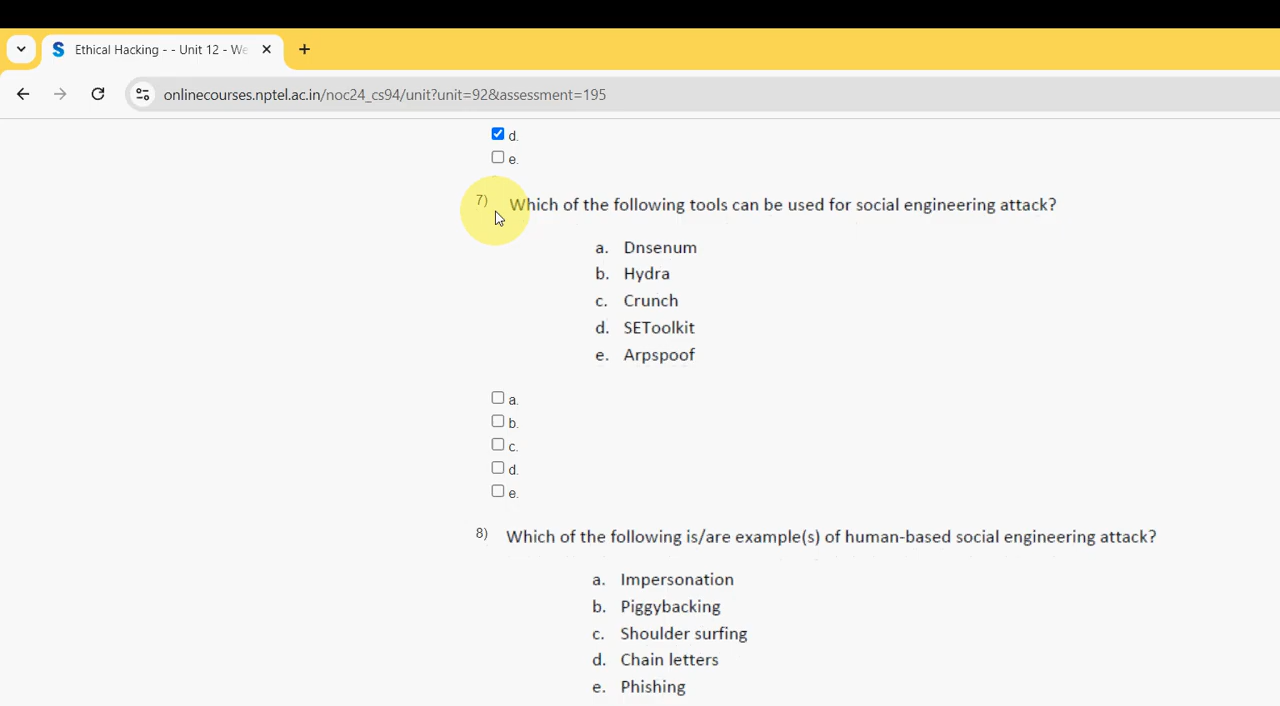 Ethical Hacking - - Unit 12 - We
onlinecourses.nptel.ac.in/noc24_cs94/unit?unit=92&assessment=195
d.
e.
7) Which of the following tools can be used for social engineering attack?
a. Dnsenum
b. Hydra
c. Crunch
d. SEToolkit
e. Arpspoof
a.
b.
c.
d.
e.
8) Which of the following is/are example(s) of human-based social engineering attack?
a. Impersonation
b. Piggybacking
c. Shoulder surfing
d. Chain letters
e. Phishing